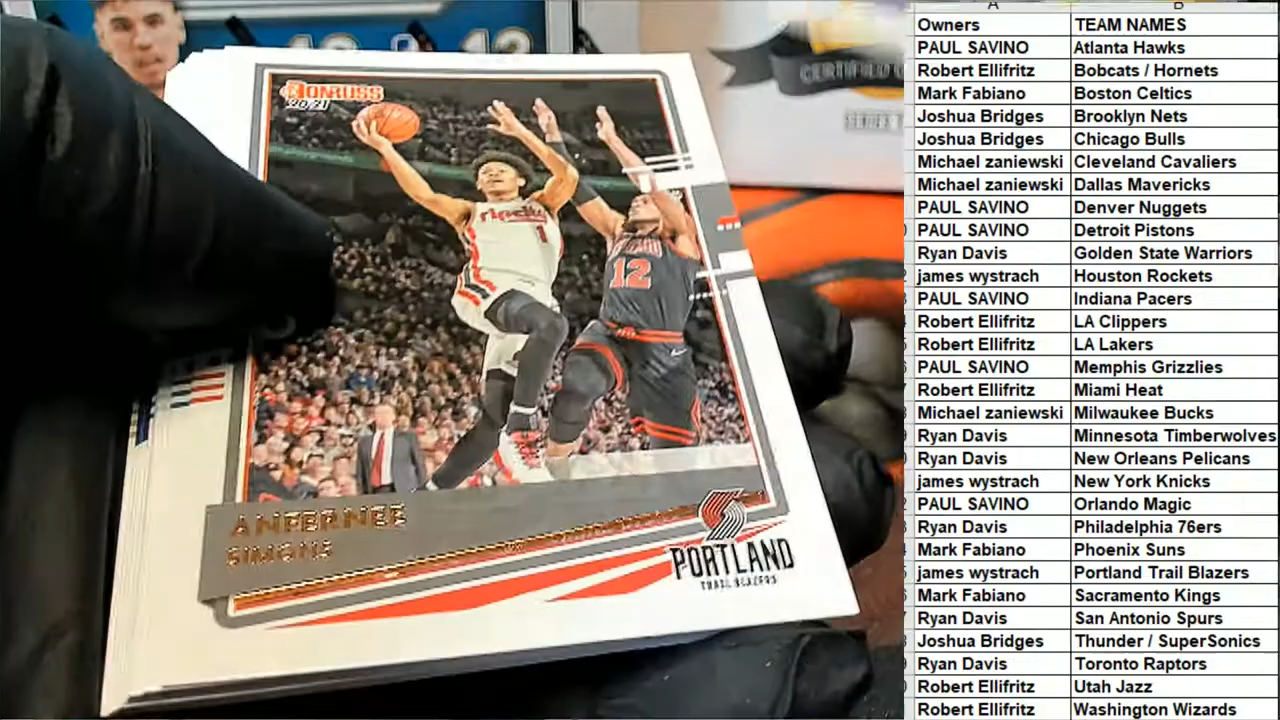 DONRUSS
20-21
1
12
ANFERNEE
SIMONS
PORTLAND
TRAIL BLAZERS
CERTIFIED
A B
Owners TEAM NAMES
PAUL SAVINO Atlanta Hawks
Robert Ellifritz Bobcats / Hornets
Mark Fabiano Boston Celtics
Joshua Bridges Brooklyn Nets
Joshua Bridges Chicago Bulls
Michael zaniewski Cleveland Cavaliers
Michael zaniewski Dallas Mavericks
PAUL SAVINO Denver Nuggets
PAUL SAVINO Detroit Pistons
Ryan Davis Golden State Warriors
james wystrach Houston Rockets
PAUL SAVINO Indiana Pacers
Robert Ellifritz LA Clippers
Robert Ellifritz LA Lakers
PAUL SAVINO Memphis Grizzlies
Robert Ellifritz Miami Heat
Michael zaniewski Milwaukee Bucks
Ryan Davis Minnesota Timberwolves
Ryan Davis New Orleans Pelicans
james wystrach New York Knicks
PAUL SAVINO Orlando Magic
Ryan Davis Philadelphia 76ers
Mark Fabiano Phoenix Suns
james wystrach Portland Trail Blazers
Mark Fabiano Sacramento Kings
Ryan Davis San Antonio Spurs
Joshua Bridges Thunder / SuperSonics
Ryan Davis Toronto Raptors
Robert Ellifritz Utah Jazz
Robert Ellifritz Washington Wizards